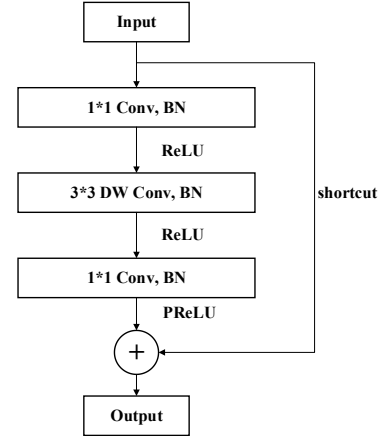 Input
1*1 Conv, BN
ReLU
3*3 DW Conv, BN
shortcut
ReLU
1*1 Conv, BN
PReLU
+
Output